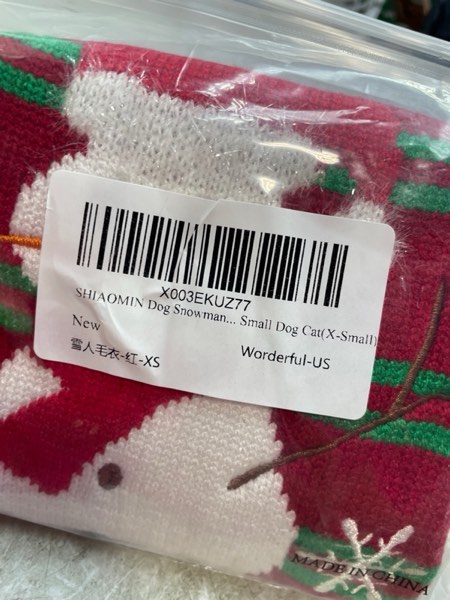 X003EKUZ77
SHIAOMIN Dog Snowman... Small Dog Cat(X-Small)
New
雪人毛衣-红-XS
Worderful-US
MADE IN CHINA